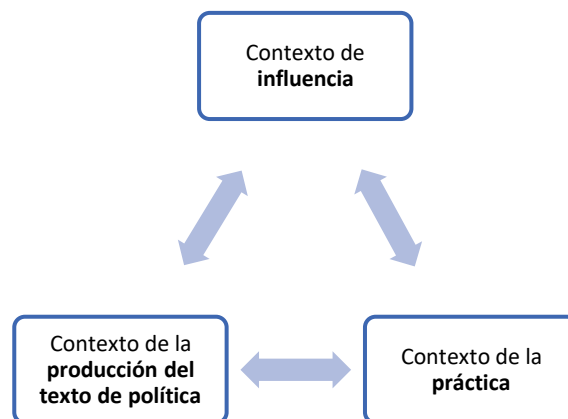 Contexto de
influencia
Contexto de la
producción del
texto de política
Contexto de la
práctica